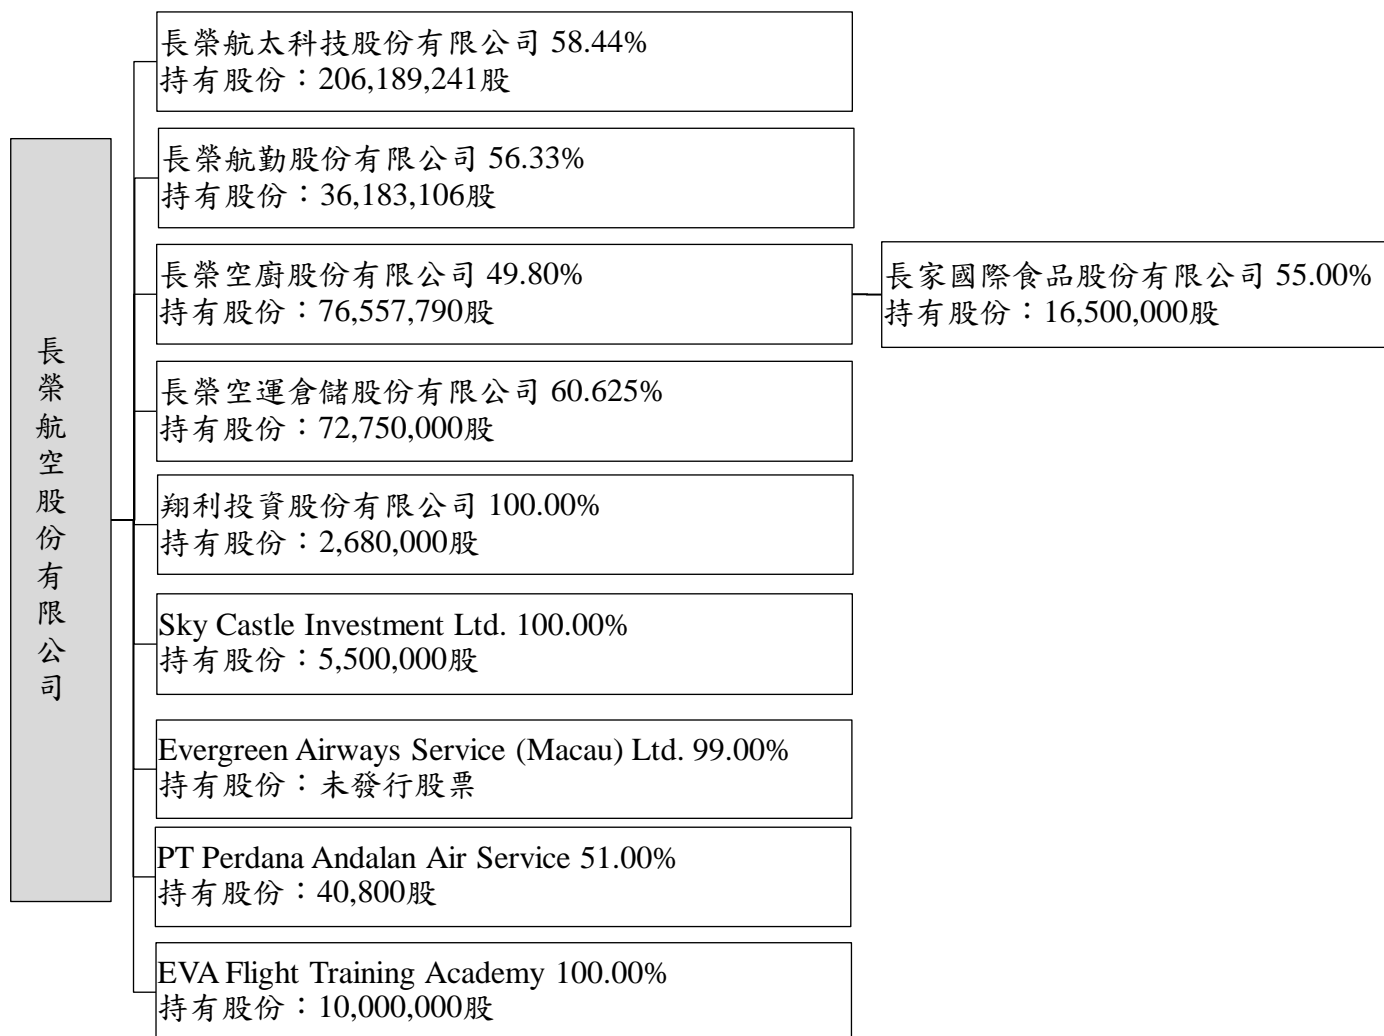 長榮航空股份有限公司
長榮航太科技股份有限公司 58.44%
持有股份：206,189,241股
長榮航勤股份有限公司 56.33%
持有股份：36,183,106股
長榮空廚股份有限公司 49.80%
持有股份：76,557,790股
長家國際食品股份有限公司 55.00%
持有股份：16,500,000股
長榮空運倉儲股份有限公司 60.625%
持有股份：72,750,000股
翔利投資股份有限公司 100.00%
持有股份：2,680,000股
Sky Castle Investment Ltd. 100.00%
持有股份：5,500,000股
Evergreen Airways Service (Macau) Ltd. 99.00%
持有股份：未發行股票
PT Perdana Andalan Air Service 51.00%
持有股份：40,800股
EVA Flight Training Academy 100.00%
持有股份：10,000,000股